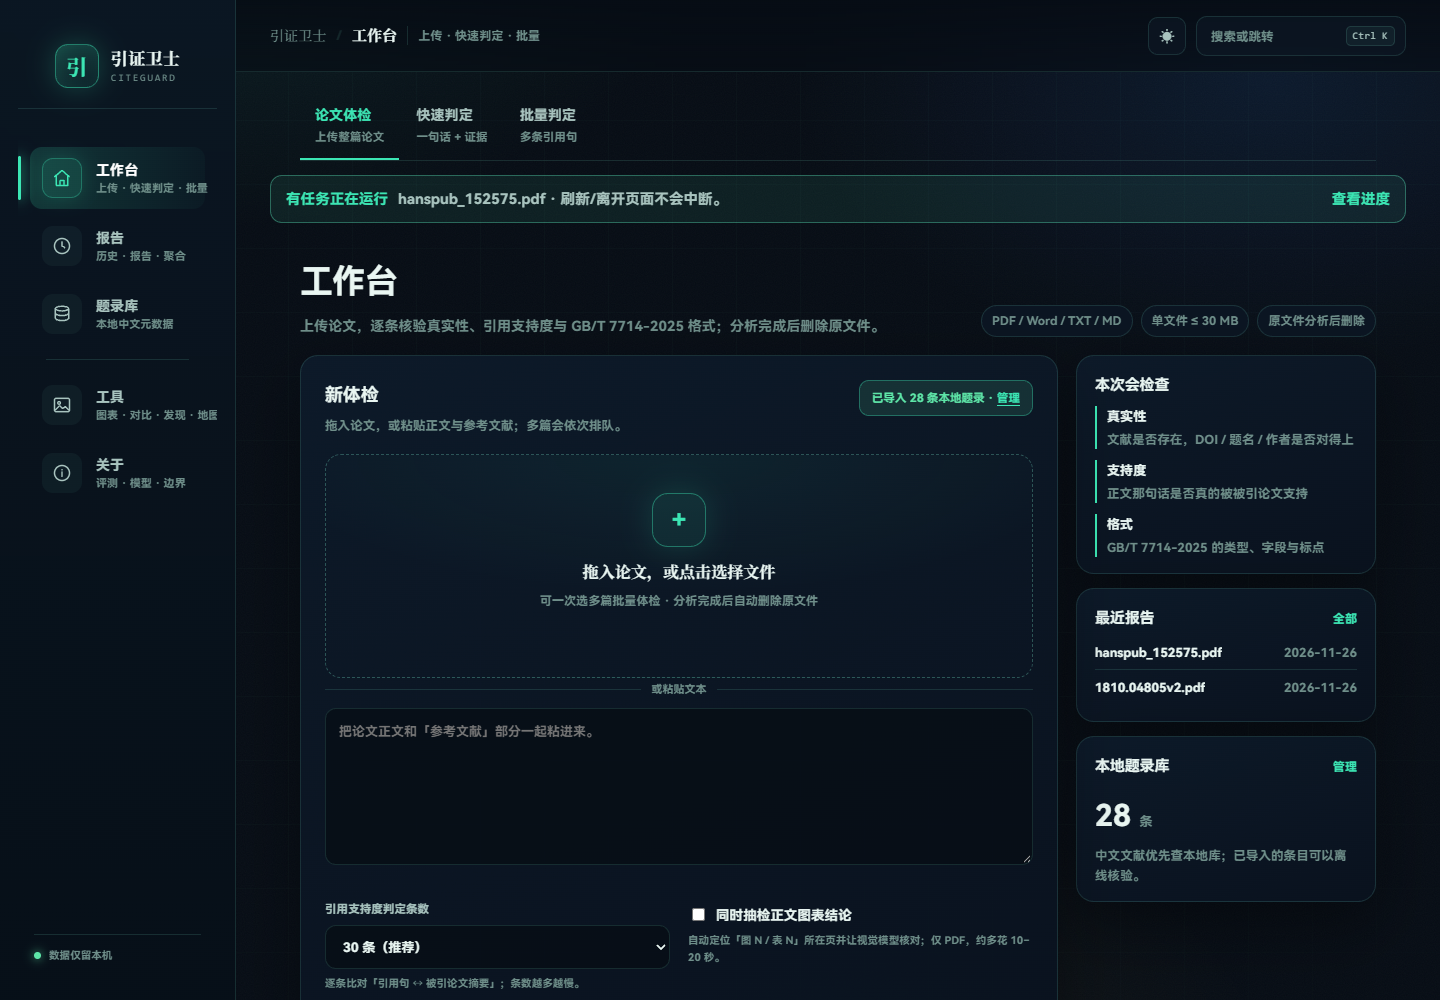 引
引证卫士
CITEGUARD
工作台
上传 · 快速判定 · 批量
报告
历史 · 报告 · 聚合
题录库
本地中文元数据
工具
图表 · 对比 · 发现 · 地图
关于
评测 · 模型 · 边界
数据仅留本机
引证卫士 / 工作台 上传 · 快速判定 · 批量
搜索或跳转 Ctrl K
论文体检 快速判定 批量判定
上传整篇论文 一句话 + 证据 多条引用句
有任务正在运行 hanspub_152575.pdf · 刷新/离开页面不会中断。 查看进度
工作台
上传论文，逐条核验真实性、引用支持度与 GB/T 7714-2025 格式；分析完成后删除原文件。
PDF / Word / TXT / MD 单文件 ≤ 30 MB 原文件分析后删除
新体检
已导入 28 条本地题录 · 管理
拖入论文，或粘贴正文与参考文献；多篇会依次排队。
+
拖入论文，或点击选择文件
可一次选多篇批量体检 · 分析完成后自动删除原文件
或粘贴文本
把论文正文和「参考文献」部分一起粘进来。
引用支持度判定条数
30 条（推荐）
逐条比对「引用句 ↔ 被引论文摘要」；条数越多越慢。
同时抽检正文图表结论
自动定位「图 N / 表 N」所在页并让视觉模型核对；仅 PDF，约多花 10–
20 秒。
本次会检查
真实性
文献是否存在，DOI / 题名 / 作者是否对得上
支持度
正文那句话是否真的被被引论文支持
格式
GB/T 7714-2025 的类型、字段与标点
最近报告 全部
hanspub_152575.pdf 2026-11-26
1810.04805v2.pdf 2026-11-26
本地题录库 管理
28 条
中文文献优先查本地库；已导入的条目可以离
线核验。